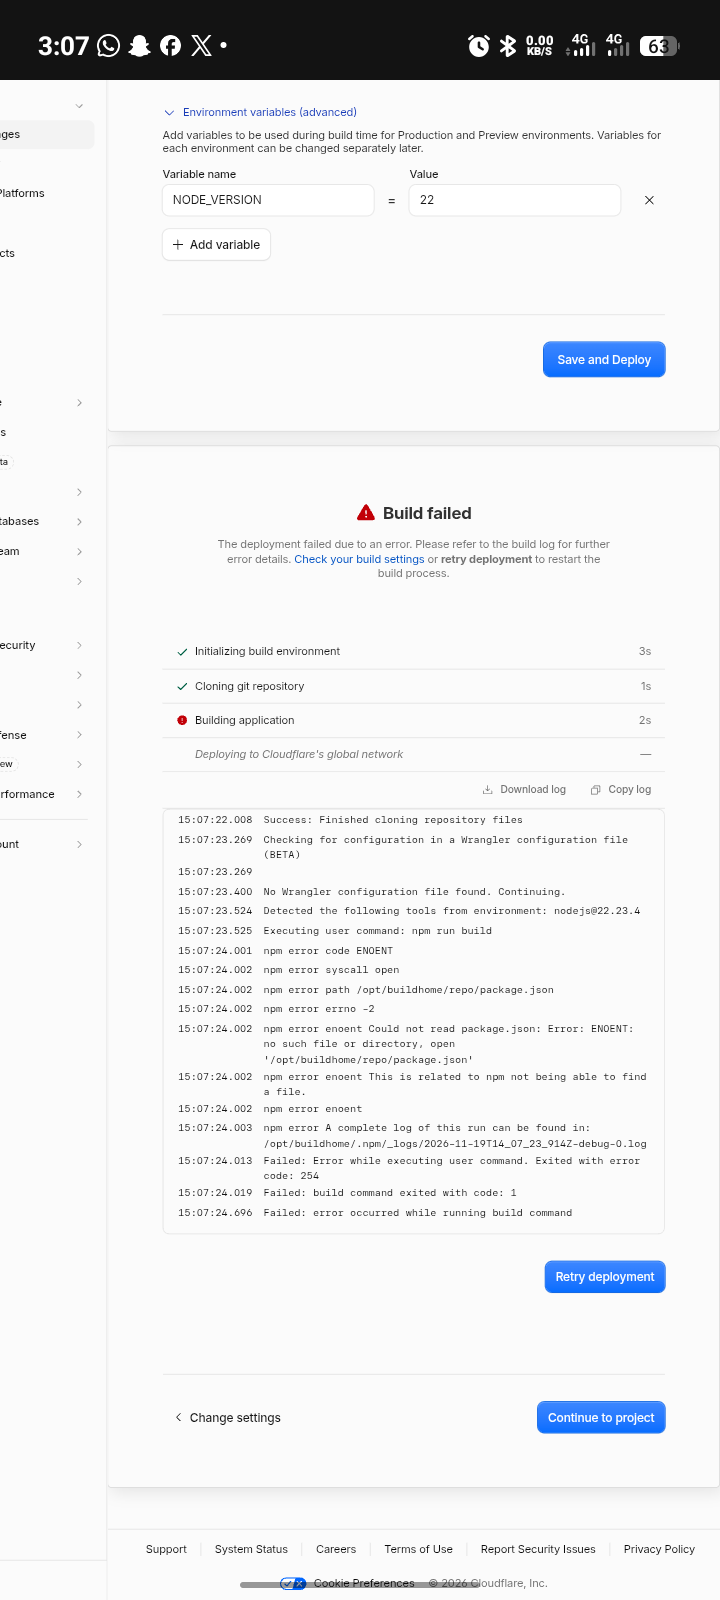 3:07
0.00
KB/S
4G
4G
63
Environment variables (advanced)
Add variables to be used during build time for Production and Preview environments. Variables for
each environment can be changed separately later.
Variable name
Value
NODE_VERSION
=
22
+ Add variable
Save and Deploy
ges
Platforms
cts
e
s
ta
tabases
eam
ecurity
fense
ew
rformance
ount
Build failed
The deployment failed due to an error. Please refer to the build log for further
error details. Check your build settings or retry deployment to restart the
build process.
Initializing build environment 3s
Cloning git repository 1s
Building application 2s
Deploying to Cloudflare's global network —
Download log
Copy log
15:07:22.008 Success: Finished cloning repository files
15:07:23.269 Checking for configuration in a Wrangler configuration file
(BETA)
15:07:23.269
15:07:23.400 No Wrangler configuration file found. Continuing.
15:07:23.524 Detected the following tools from environment: nodejs@22.23.4
15:07:23.525 Executing user command: npm run build
15:07:24.001 npm error code ENOENT
15:07:24.002 npm error syscall open
15:07:24.002 npm error path /opt/buildhome/repo/package.json
15:07:24.002 npm error errno -2
15:07:24.002 npm error enoent Could not read package.json: Error: ENOENT:
no such file or directory, open
'/opt/buildhome/repo/package.json'
15:07:24.002 npm error enoent This is related to npm not being able to find
a file.
15:07:24.002 npm error enoent
15:07:24.003 npm error A complete log of this run can be found in:
/opt/buildhome/.npm/_logs/2026-11-19T14_07_23_914Z-debug-0.log
15:07:24.013 Failed: Error while executing user command. Exited with error
code: 254
15:07:24.019 Failed: build command exited with code: 1
15:07:24.696 Failed: error occurred while running build command
Retry deployment
Change settings
Continue to project
Support
System Status
Careers
Terms of Use
Report Security Issues
Privacy Policy
Cookie Preferences
© 2026 Cloudflare, Inc.